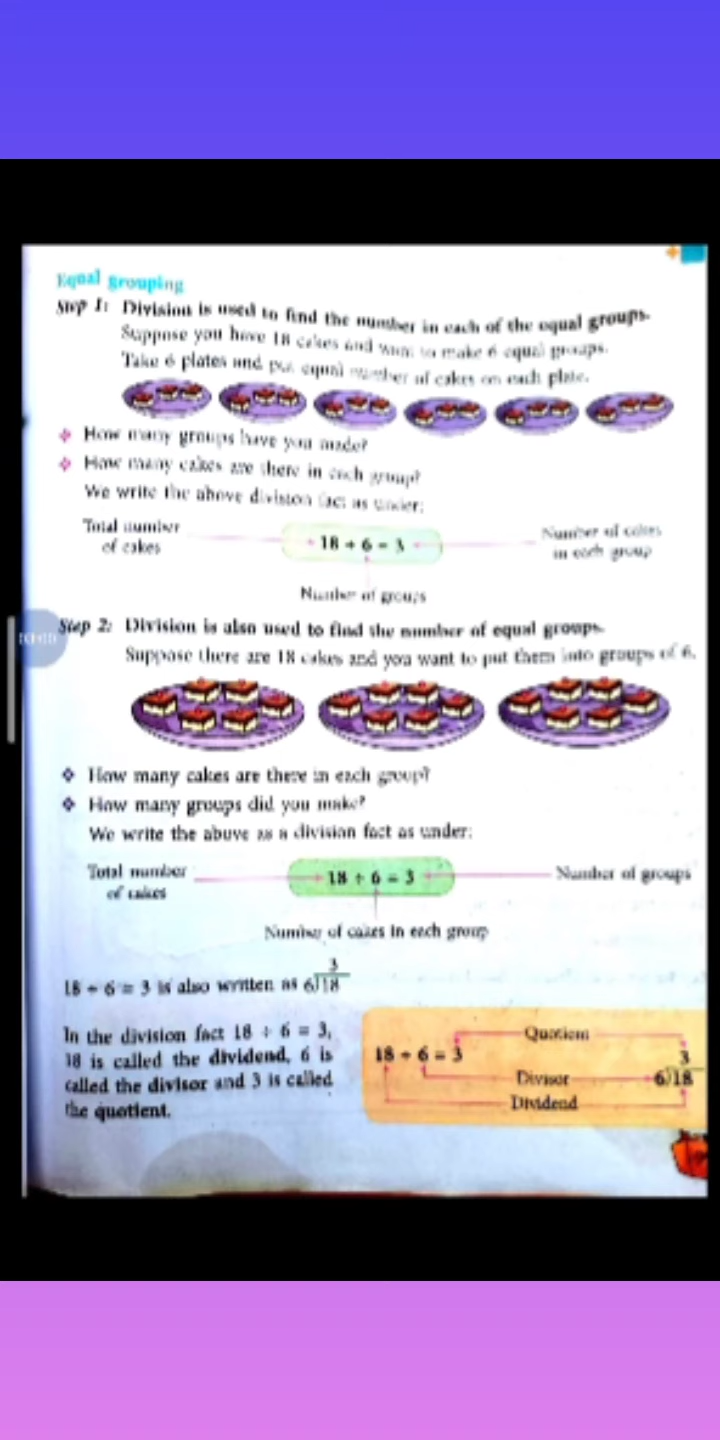 Equal grouping
Step 1: Division is used to find the number in each of the equal groups.
Suppose you have 18 cakes and want to make 6 equal groups.
Take 6 plates and put equal number of cakes on each plate.
❖ How many groups have you made?
❖ How many cakes are there in each group?
We write the above division fact as under:
Total number
of cakes
18 ÷ 6 = 3
Number of cakes
in each group
Number of groups
Step 2: Division is also used to find the number of equal groups.
Suppose there are 18 cakes and you want to put them into groups of 6.
❖ How many cakes are there in each group?
❖ How many groups did you make?
We write the above as a division fact as under:
Total number
of cakes
18 ÷ 6 = 3
Number of groups
Number of cakes in each group
3
18 ÷ 6 = 3 is also written as 6)18
In the division fact 18 ÷ 6 = 3,
18 is called the dividend, 6 is
called the divisor and 3 is called
the quotient.
Quotient
18 ÷ 6 = 3
3
Divisor
6)18
Dividend